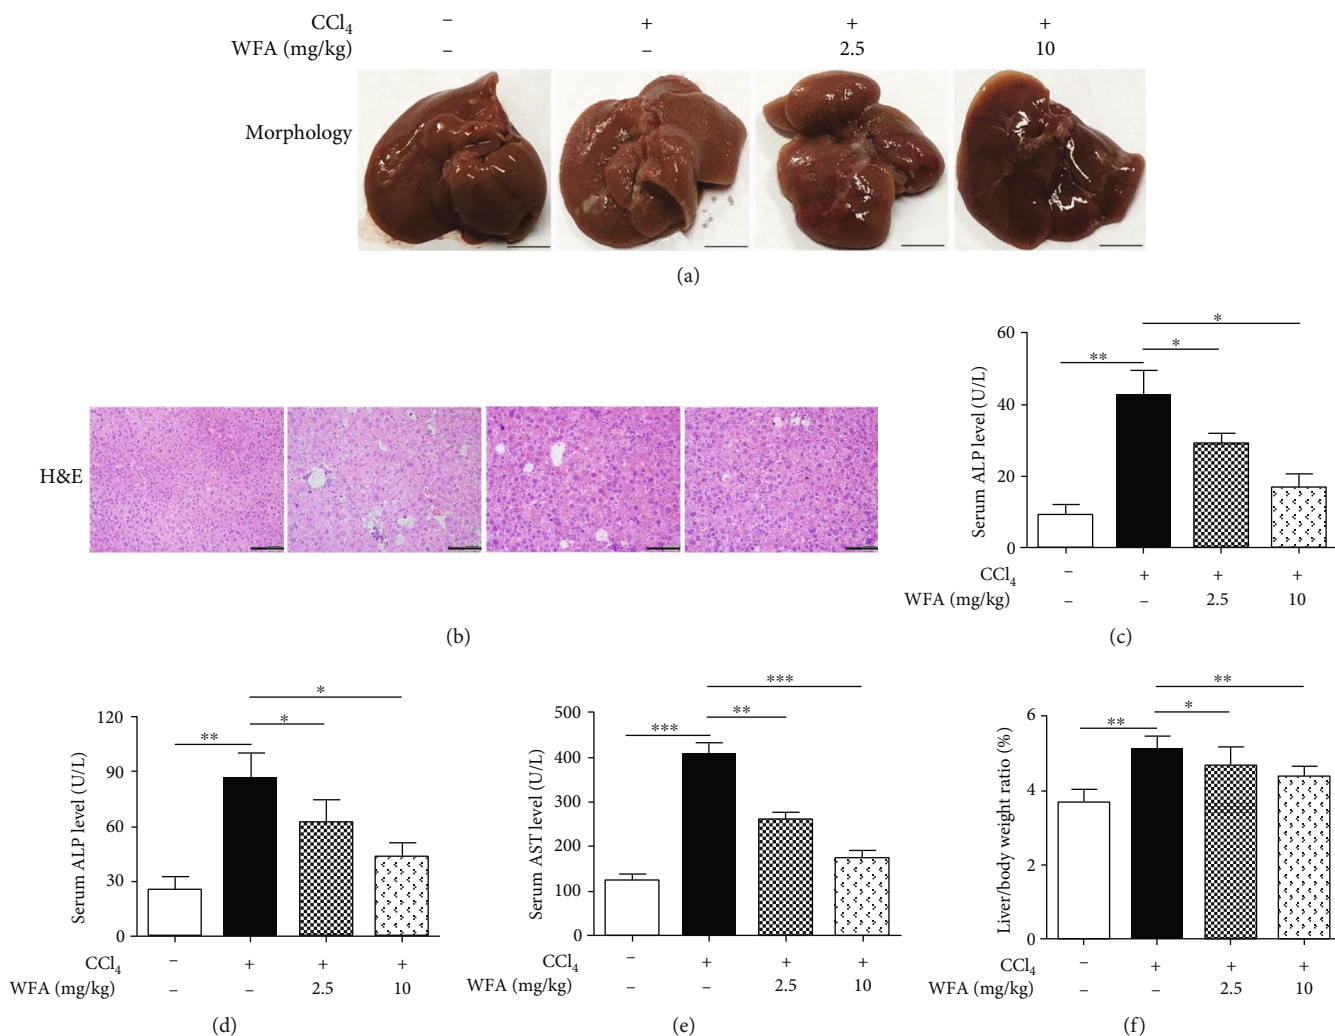 CCl4 – + + +
WFA (mg/kg) – – 2.5 10
Morphology
(a)
H&E
(b)
Serum ALP level (U/L)
60
40
20
0
** * *
CCl4 – + + +
WFA (mg/kg) – – 2.5 10
(c)
Serum ALP level (U/L)
120
90
60
30
0
** * *
CCl4 – + + +
WFA (mg/kg) – – 2.5 10
(d)
Serum AST level (U/L)
500
400
300
200
100
0
*** ** ***
CCl4 – + + +
WFA (mg/kg) – – 2.5 10
(e)
Liver/body weight ratio (%)
6
4
2
0
** * **
CCl4 – + + +
WFA (mg/kg) – – 2.5 10
(f)